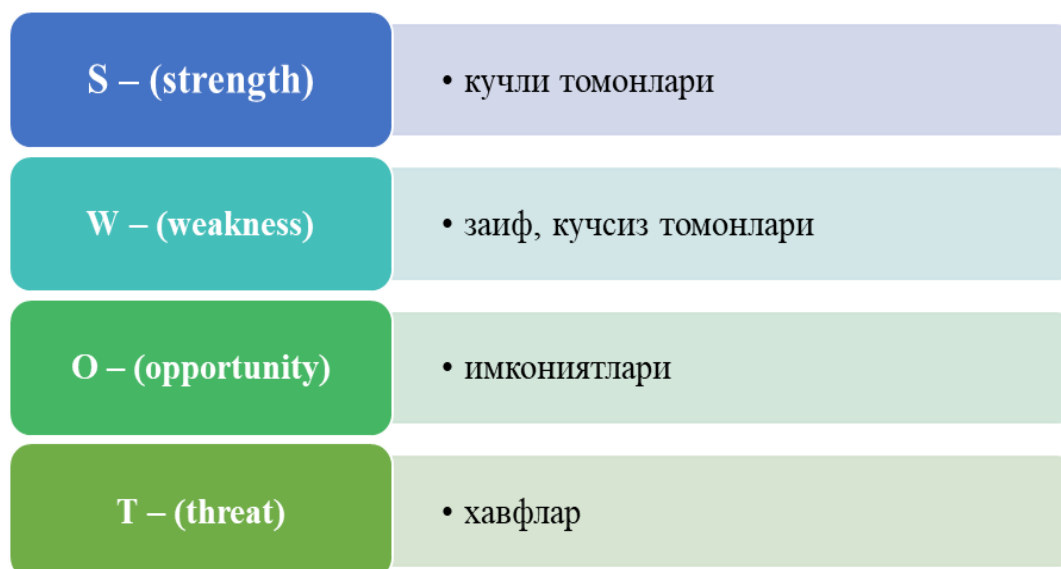 S – (strength)
• кучли томонлари
W – (weakness)
• заиф, кучсиз томонлари
O – (opportunity)
• имкониятлари
T – (threat)
• хавфлар